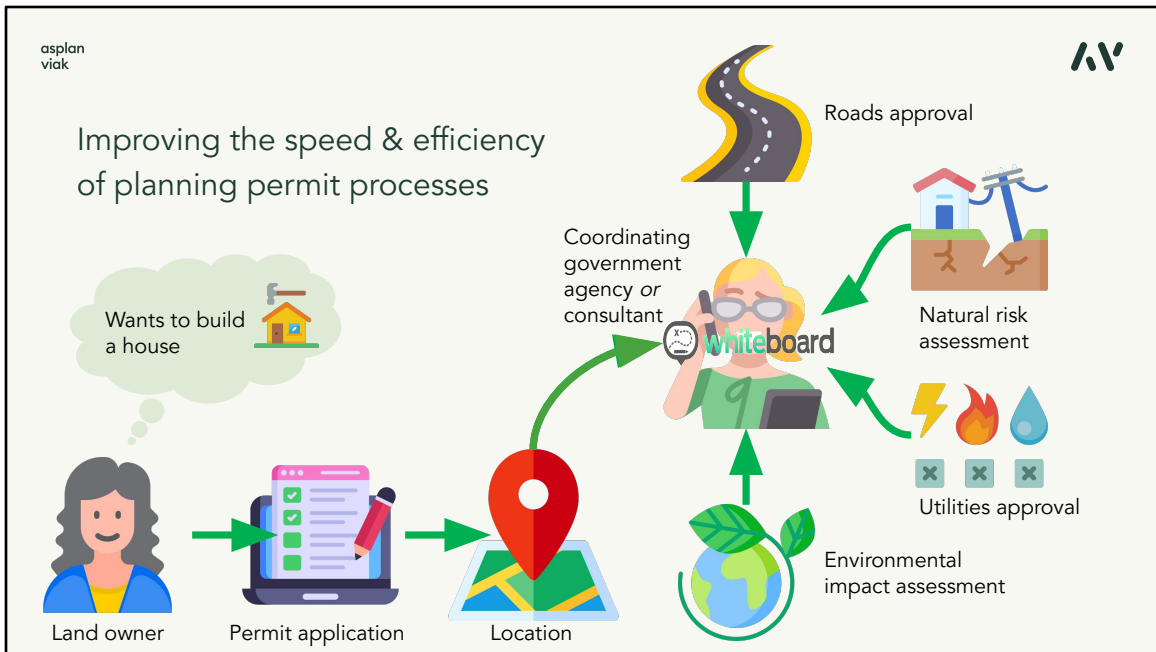 asplan
viak
Improving the speed & efficiency
of planning permit processes
Roads approval
Coordinating
government
agency or
consultant
whiteboard
Natural risk
assessment
Wants to build
a house
Utilities approval
Environmental
impact assessment
Land owner
Permit application
Location